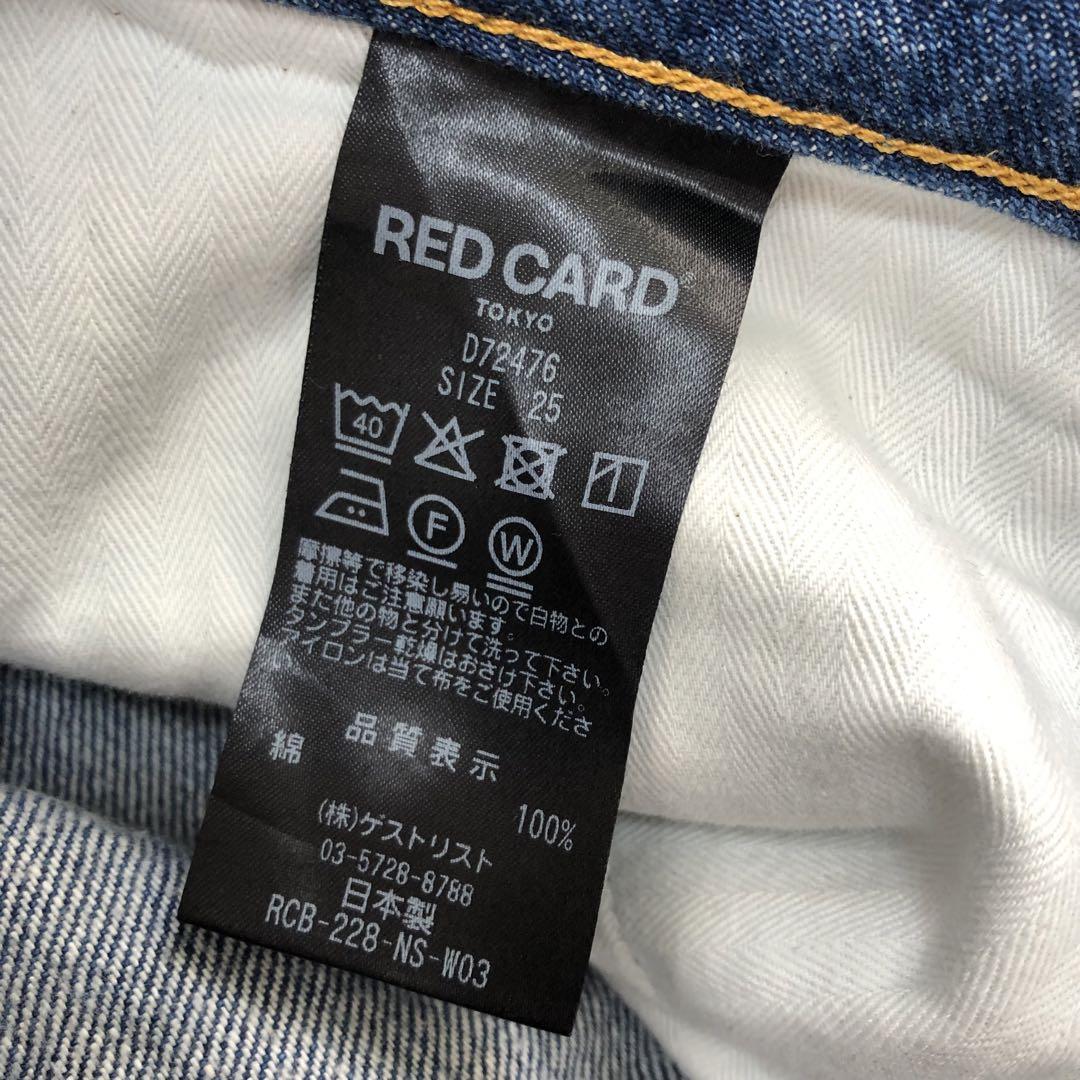 RED CARD
TOKYO
D72476
SIZE 25
40
F W
摩擦等で移染し易いので白物との
着用はご注意願います。
また他の物と分けて洗って下さい。
タンブラー乾燥はおさけ下さい。
アイロンは当て布をご使用くださ
い
品質表示
綿 100%
(株)ゲストリスト
03-5728-8788
日本製
RCB-228-NS-W03